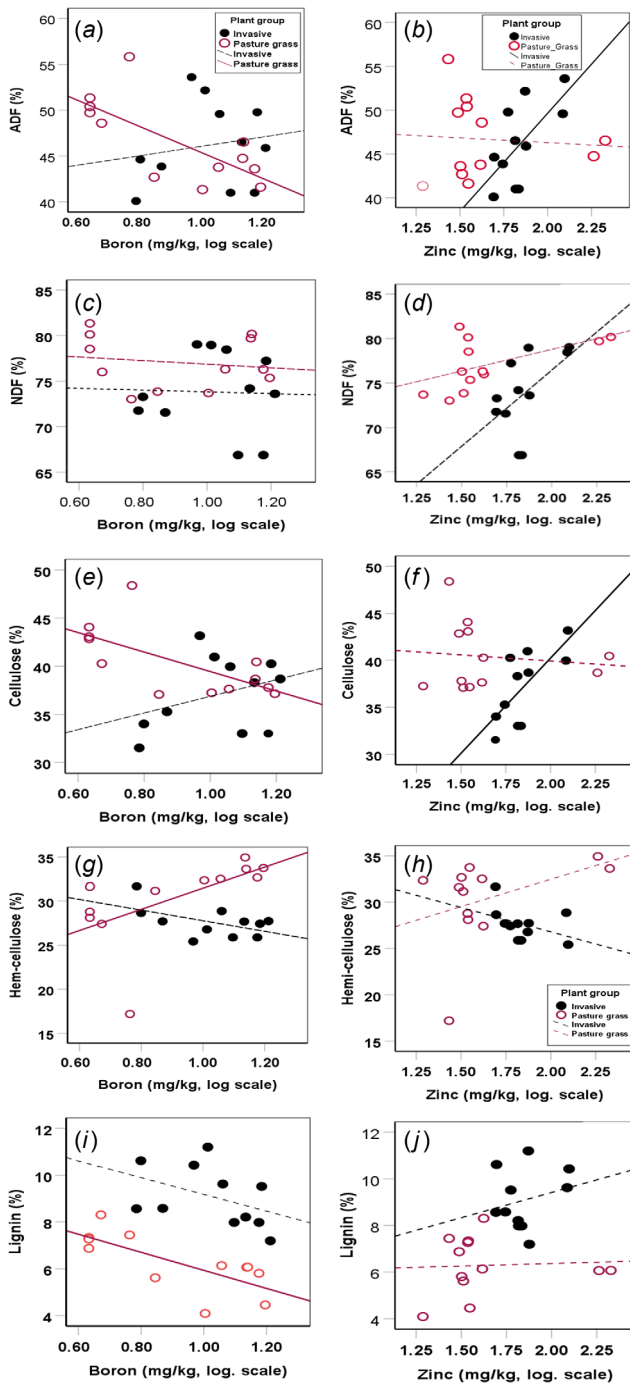 (a)
Plant group
Invasive
Pasture grass
Invasive
Pasture grass
ADF (%)
60
55
50
45
40
0.60
0.80
1.00
1.20
Boron (mg/kg, log scale)
(b)
Plant group
Invasive
Pasture_Grass
Invasive
Pasture_Grass
ADF (%)
60
55
50
45
40
1.25
1.50
1.75
2.00
2.25
Zinc (mg/kg, log. scale)
(c)
NDF (%)
85
80
75
70
65
0.60
0.80
1.00
1.20
Boron (mg/kg, log scale)
(d)
NDF (%)
85
80
75
70
65
1.25
1.50
1.75
2.00
2.25
Zinc (mg/kg, log. scale)
(e)
Cellulose (%)
50
45
40
35
30
0.60
0.80
1.00
1.20
Boron (mg/kg, log scale)
(f)
Cellulose (%)
50
45
40
35
30
1.25
1.50
1.75
2.00
2.25
Zinc (mg/kg, log. scale)
(g)
Hem-cellulose (%)
35
30
25
20
15
0.60
0.80
1.00
1.20
Boron (mg/kg, log scale)
(h)
Hemi-cellulose (%)
35
30
25
20
15
Plant group
Invasive
Pasture grass
Invasive
Pasture grass
1.25
1.50
1.75
2.00
2.25
Zinc (mg/kg, log. scale)
(i)
Lignin (%)
12
10
8
6
4
0.60
0.80
1.00
1.20
Boron (mg/kg, log. scale)
(j)
Lignin (%)
12
10
8
6
4
1.25
1.50
1.75
2.00
2.25
Zinc (mg/kg, log. scale)